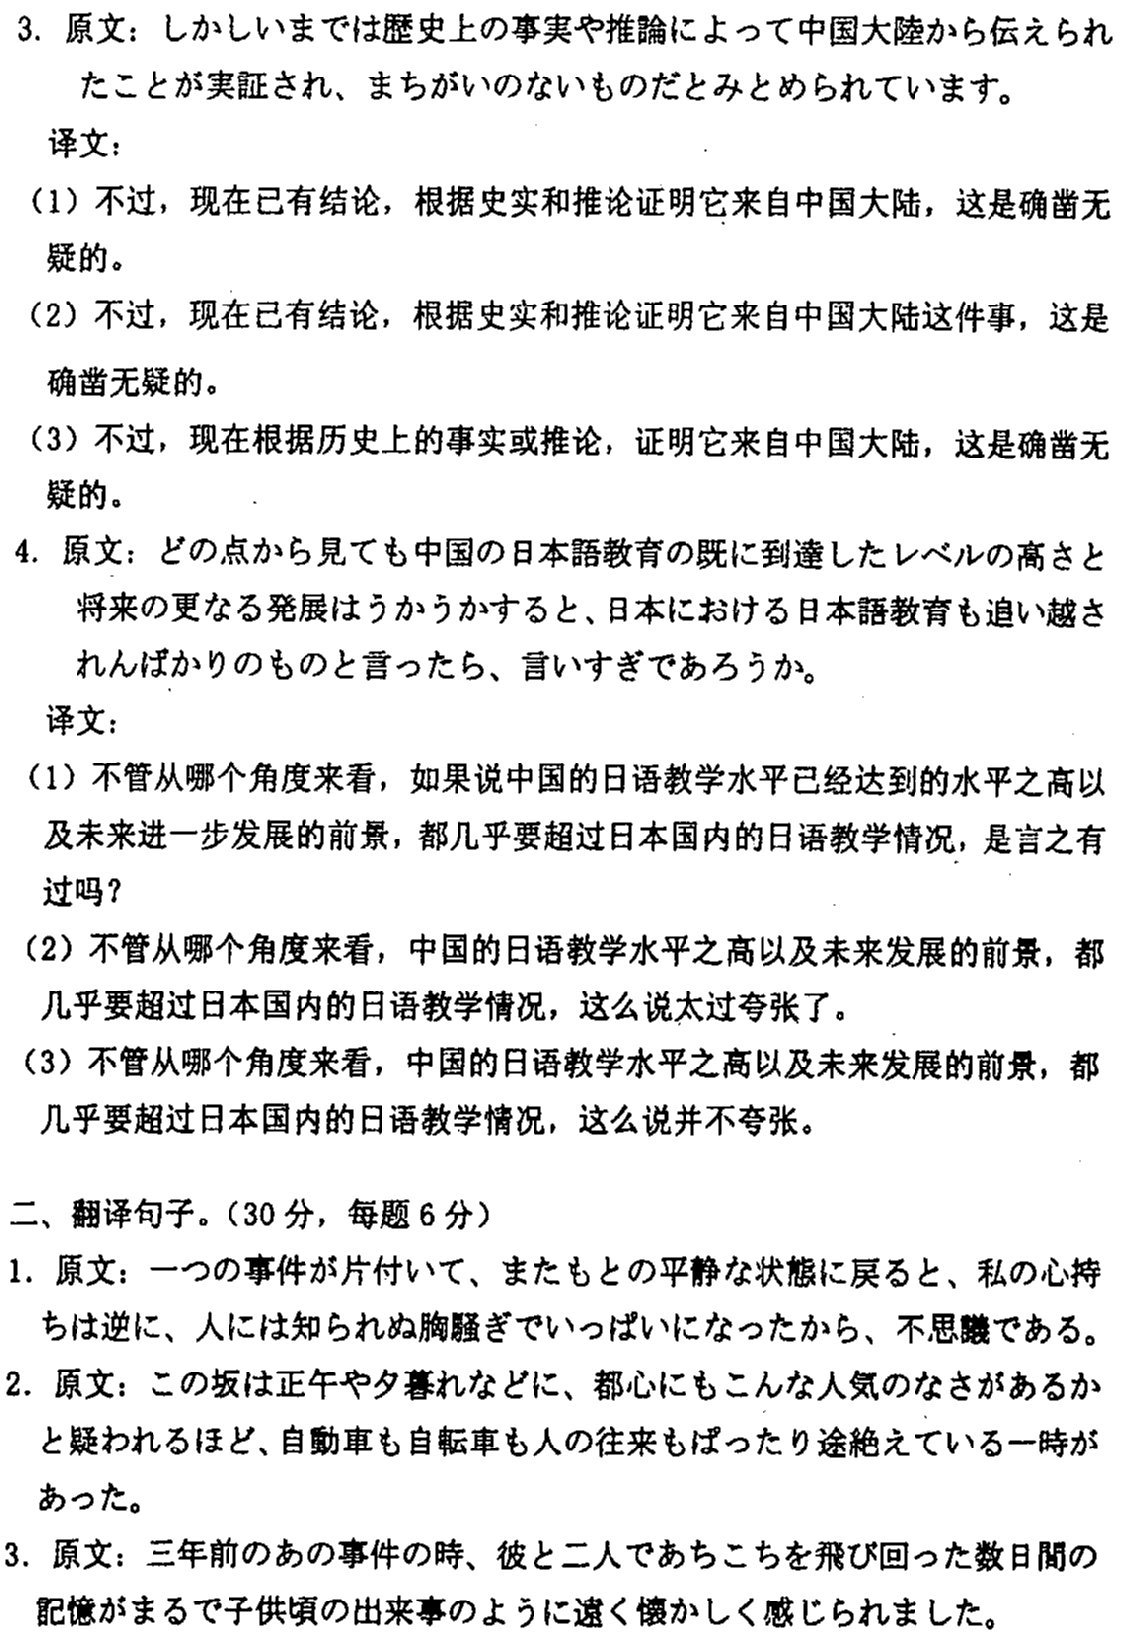 3. 原文：しかしいまでは歴史上の事実や推論によって中国大陸から伝えられ
たことが実証され、まちがいのないものだとみとめられています。
译文：
（1）不过，现在已有结论，根据史实和推论证明它来自中国大陆，这是确凿无
疑的。
（2）不过，现在已有结论，根据史实和推论证明它来自中国大陆这件事，这是
确凿无疑的。
（3）不过，现在根据历史上的事实或推论，证明它来自中国大陆，这是确凿无
疑的。
4. 原文：どの点から見ても中国の日本語教育の既に到達したレベルの高さと
将来の更なる発展はうかうかすると、日本における日本語教育も追い越さ
れんばかりのものと言ったら、言いすぎであろうか。
译文：
（1）不管从哪个角度来看，如果说中国的日语教学水平已经达到的水平之高以
及未来进一步发展的前景，都几乎要超过日本国内的日语教学情况，是言之有
过吗？
（2）不管从哪个角度来看，中国的日语教学水平之高以及未来发展的前景，都
几乎要超过日本国内的日语教学情况，这么说太过夸张了。
（3）不管从哪个角度来看，中国的日语教学水平之高以及未来发展的前景，都
几乎要超过日本国内的日语教学情况，这么说并不夸张。
二、翻译句子。（30 分，每题 6 分）
1. 原文：一つの事件が片付いて、またもとの平静な状態に戻ると、私の心持
ちは逆に、人には知られぬ胸騒ぎでいっぱいになったから、不思議である。
2. 原文：この坂は正午や夕暮れなどに、都心にもこんな人気のなさがあるか
と疑われるほど、自動車も自転車も人の往来もぱったり途絶えている一時が
あった。
3. 原文：三年前のあの事件の時、彼と二人であちこちを飛び回った数日間の
記憶がまるで子供頃の出来事のように遠く懐かしく感じられました。